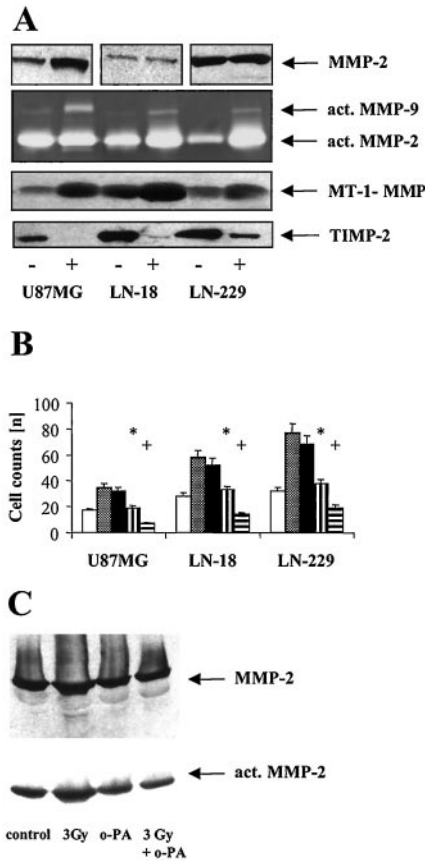 A
MMP-2
act. MMP-9
act. MMP-2
MT-1- MMP
TIMP-2
- + - + - +
U87MG LN-18 LN-229
B
Cell counts [n]
100
80
60
40
20
0
* * *
+ + +
U87MG LN-18 LN-229
C
MMP-2
act. MMP-2
control 3Gy o-PA 3 Gy
+ o-PA